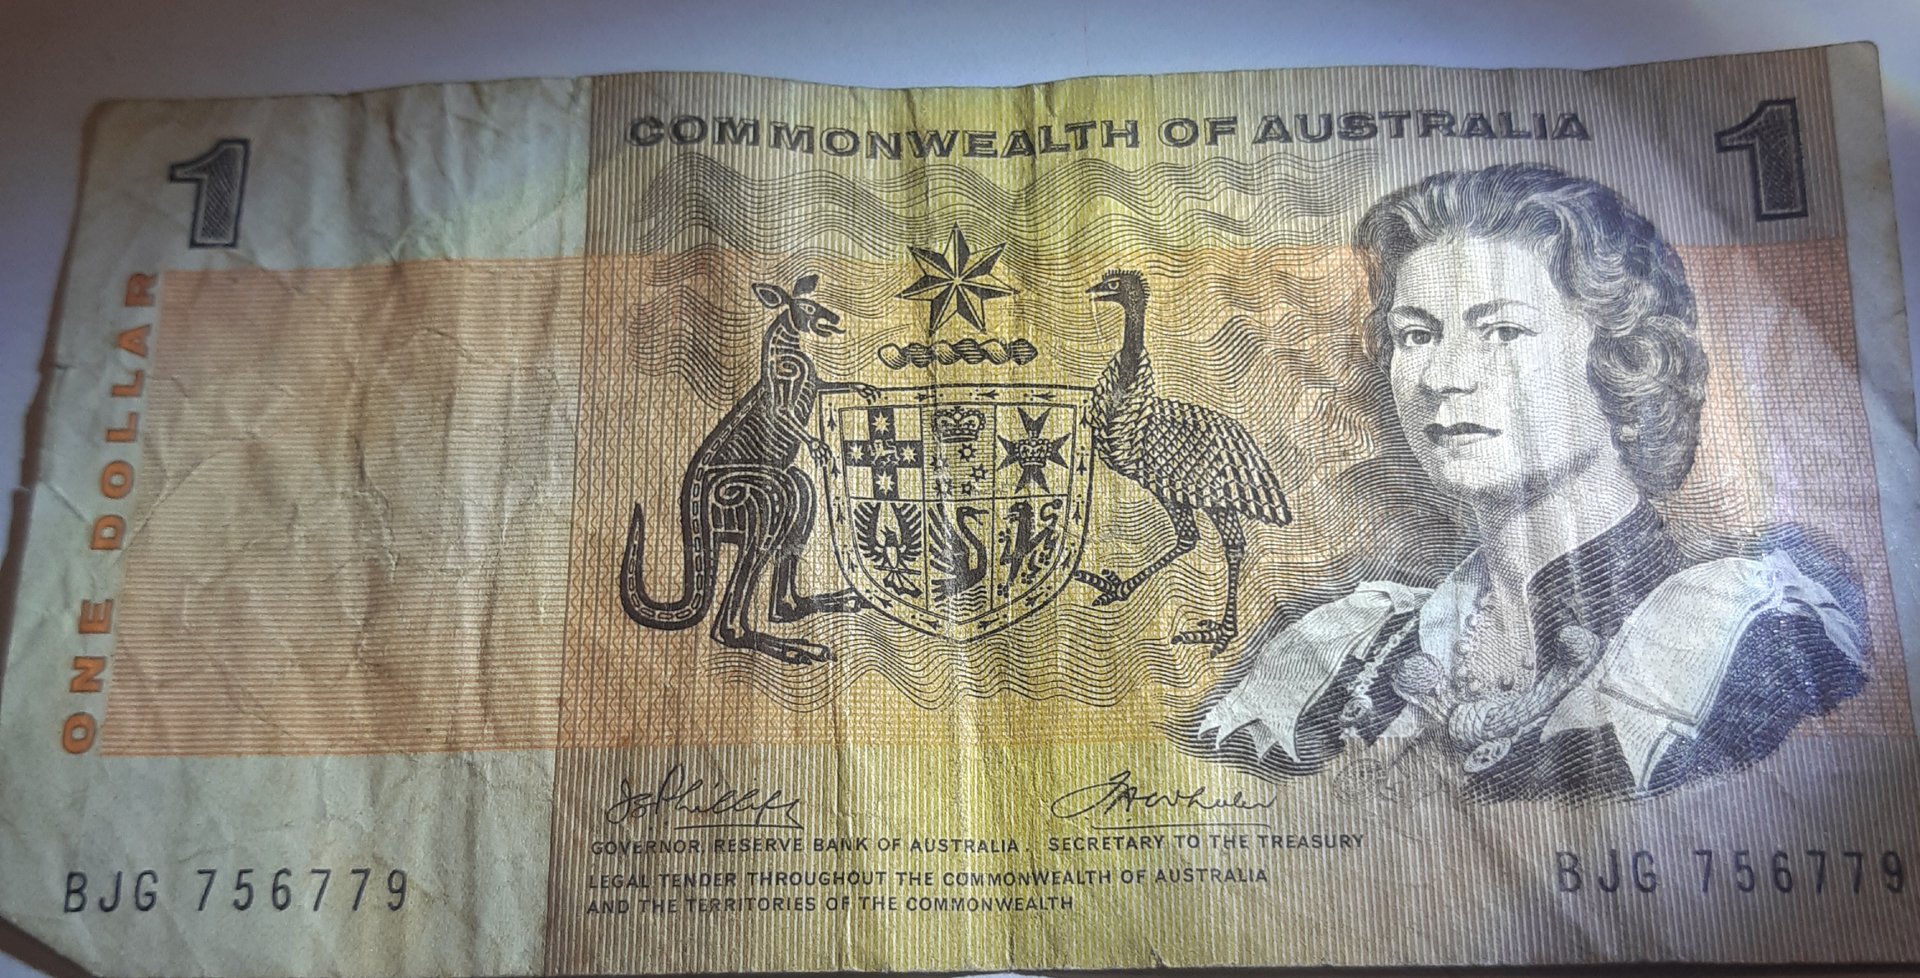 1
COMMONWEALTH OF AUSTRALIA
1
ONE DOLLAR
GOVERNOR, RESERVE BANK OF AUSTRALIA. SECRETARY TO THE TREASURY
LEGAL TENDER THROUGHOUT THE COMMONWEALTH OF AUSTRALIA
AND THE TERRITORIES OF THE COMMONWEALTH
BJG 756779
BJG 756779